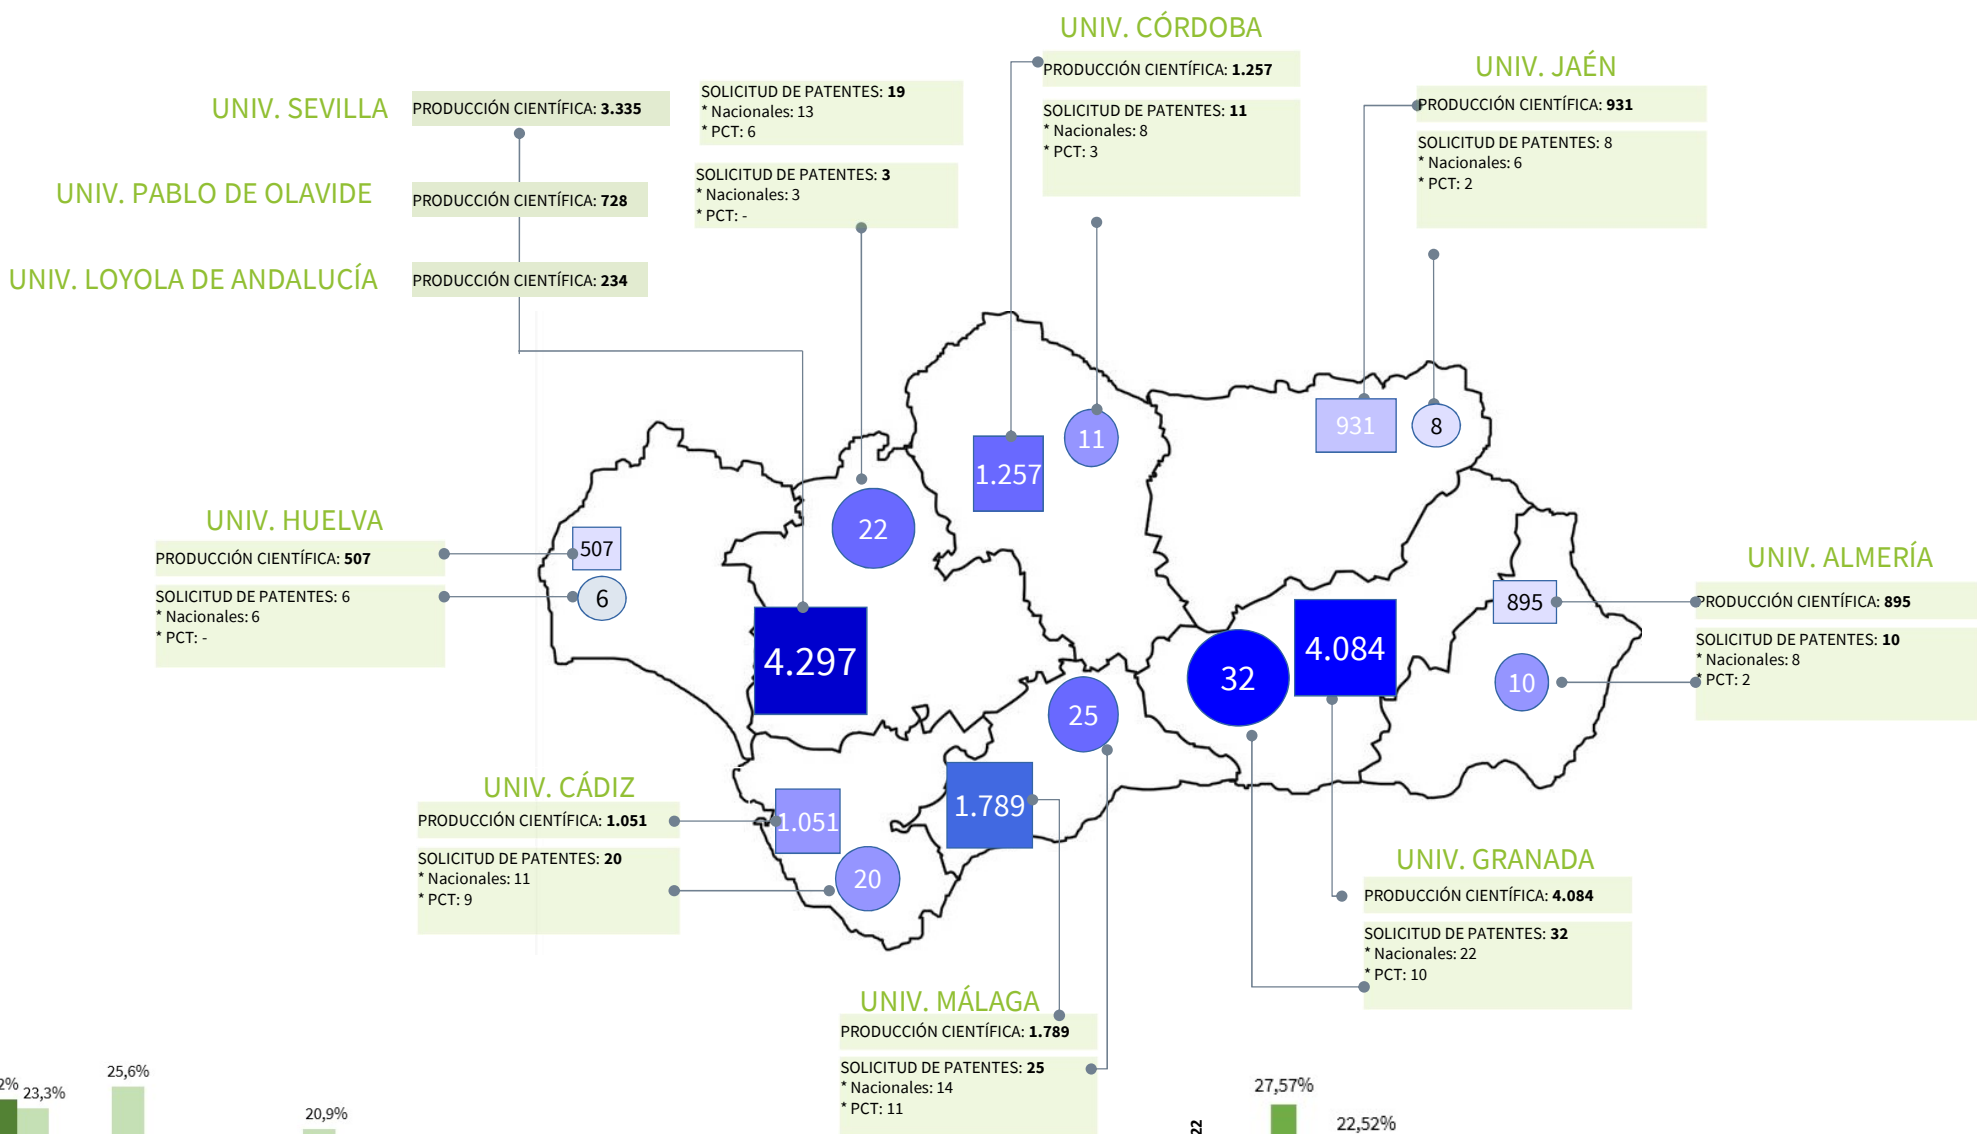 UNIV. CÓRDOBA
PRODUCCIÓN CIENTÍFICA: 1.257
SOLICITUD DE PATENTES: 11
* Nacionales: 8
* PCT: 3
UNIV. JAÉN
PRODUCCIÓN CIENTÍFICA: 931
SOLICITUD DE PATENTES: 8
* Nacionales: 6
* PCT: 2
UNIV. SEVILLA
PRODUCCIÓN CIENTÍFICA: 3.335
SOLICITUD DE PATENTES: 19
* Nacionales: 13
* PCT: 6
UNIV. PABLO DE OLAVIDE
PRODUCCIÓN CIENTÍFICA: 728
SOLICITUD DE PATENTES: 3
* Nacionales: 3
* PCT: -
UNIV. LOYOLA DE ANDALUCÍA
PRODUCCIÓN CIENTÍFICA: 234
1.257
11
931
8
22
4.297
UNIV. HUELVA
PRODUCCIÓN CIENTÍFICA: 507
SOLICITUD DE PATENTES: 6
* Nacionales: 6
* PCT: -
507
6
32
4.084
895
10
UNIV. ALMERÍA
PRODUCCIÓN CIENTÍFICA: 895
SOLICITUD DE PATENTES: 10
* Nacionales: 8
* PCT: 2
25
1.789
UNIV. CÁDIZ
PRODUCCIÓN CIENTÍFICA: 1.051
SOLICITUD DE PATENTES: 20
* Nacionales: 11
* PCT: 9
1.051
20
UNIV. GRANADA
PRODUCCIÓN CIENTÍFICA: 4.084
SOLICITUD DE PATENTES: 32
* Nacionales: 22
* PCT: 10
UNIV. MÁLAGA
PRODUCCIÓN CIENTÍFICA: 1.789
SOLICITUD DE PATENTES: 25
* Nacionales: 14
* PCT: 11
23,3%
25,6%
20,9%
22
27,57%
22,52%